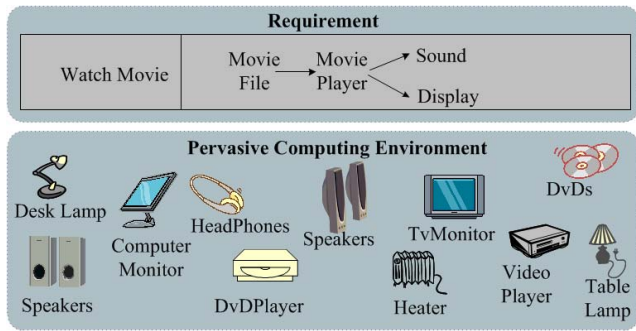 Requirement
Watch Movie
Movie
File
Movie
Player
Sound
Display
Pervasive Computing Environment
Desk Lamp
Computer
Monitor
HeadPhones
Speakers
TvMonitor
DvDs
Speakers
DvDPlayer
Heater
Video
Player
Table
Lamp